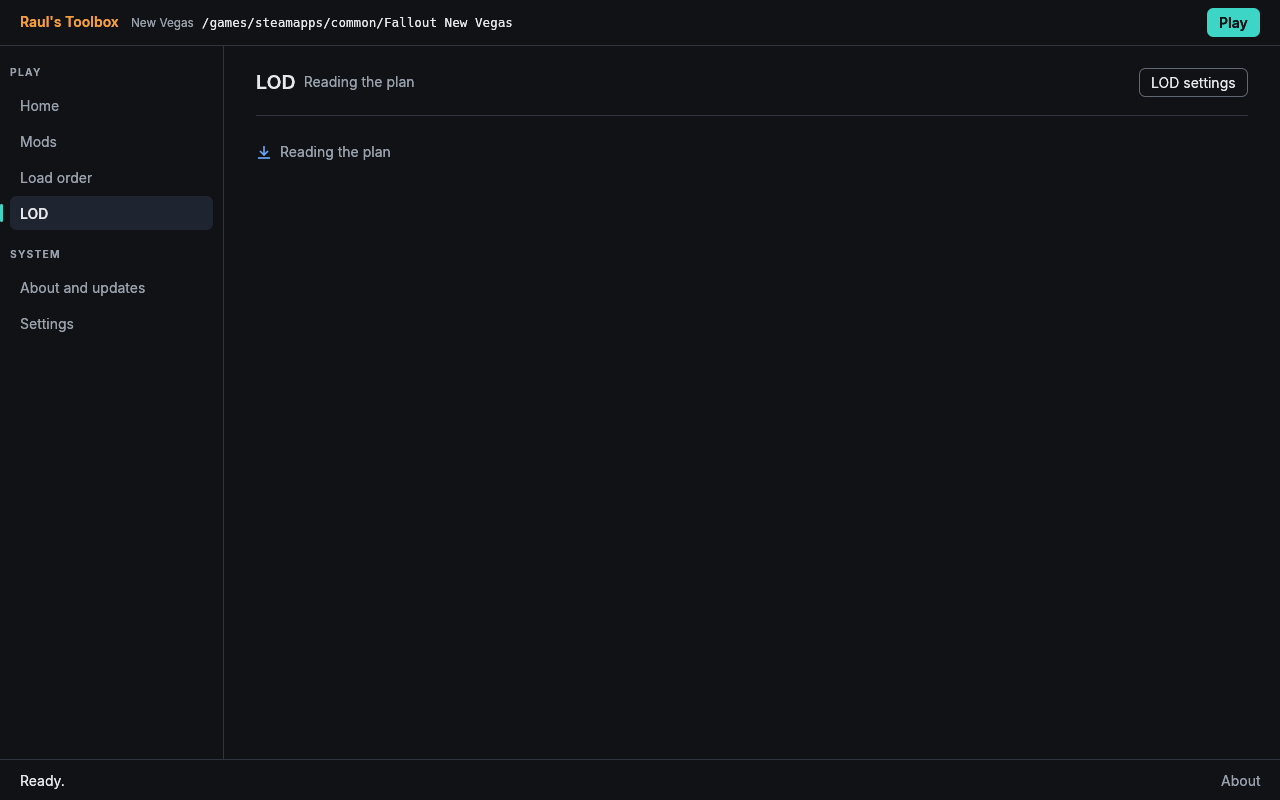 Raul's Toolbox New Vegas /games/steamapps/common/Fallout New Vegas Play
PLAY
Home
Mods
Load order
LOD
SYSTEM
About and updates
Settings
LOD Reading the plan LOD settings
Reading the plan
Ready. About